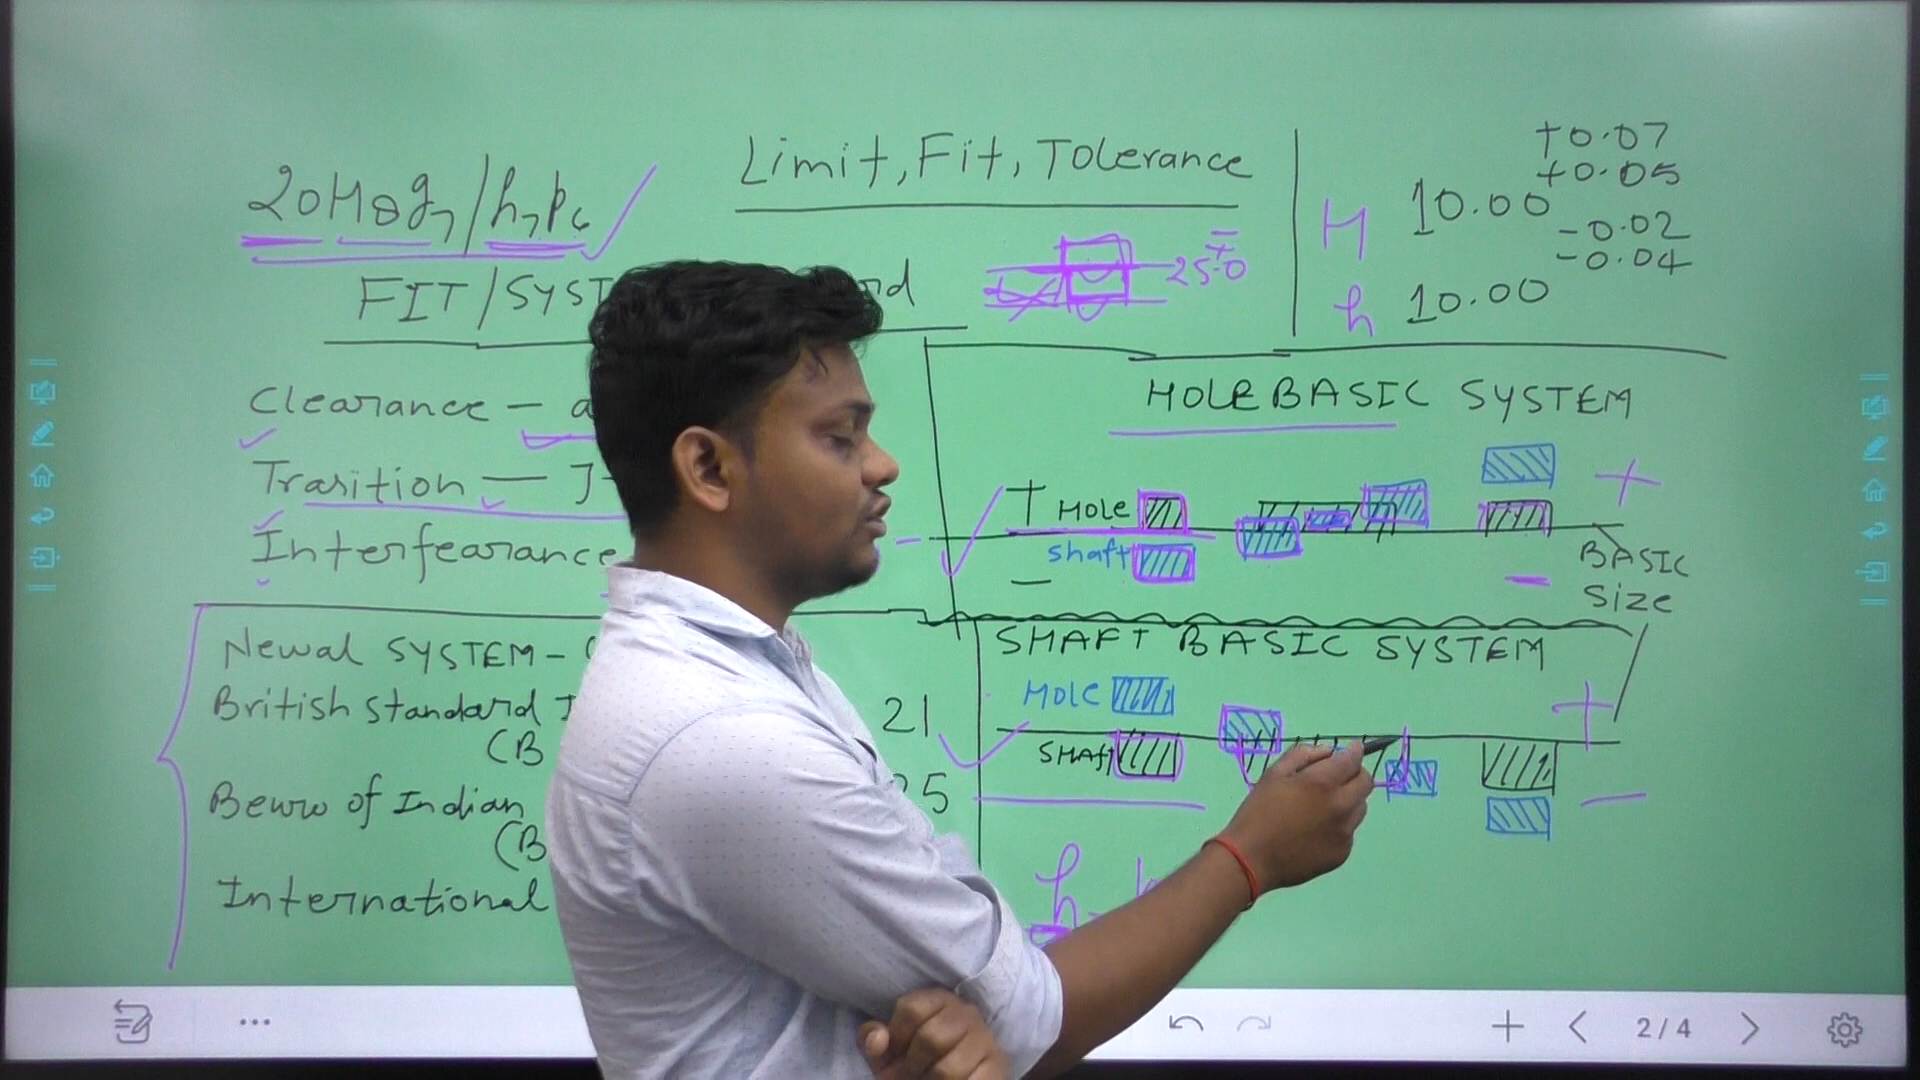 Limit, Fit, Tolerance
20H8g7/h7p6
FIT/SYST
rd
25.0
+0.07
+0.05
H 10.00
-0.02
-0.04
h 10.00
Clearance - a
Trasition - J-
Interfearance
HOLE BASIC SYSTEM
+ HOLE
shaft
-
+
-
BASIC
Size
Newal SYSTEM - (
British Standard I
21
(B
Bewro of Indian
25
(B
International
SHAFT BASIC SYSTEM
HOLE
SHAft
+
-
h - h
2/4